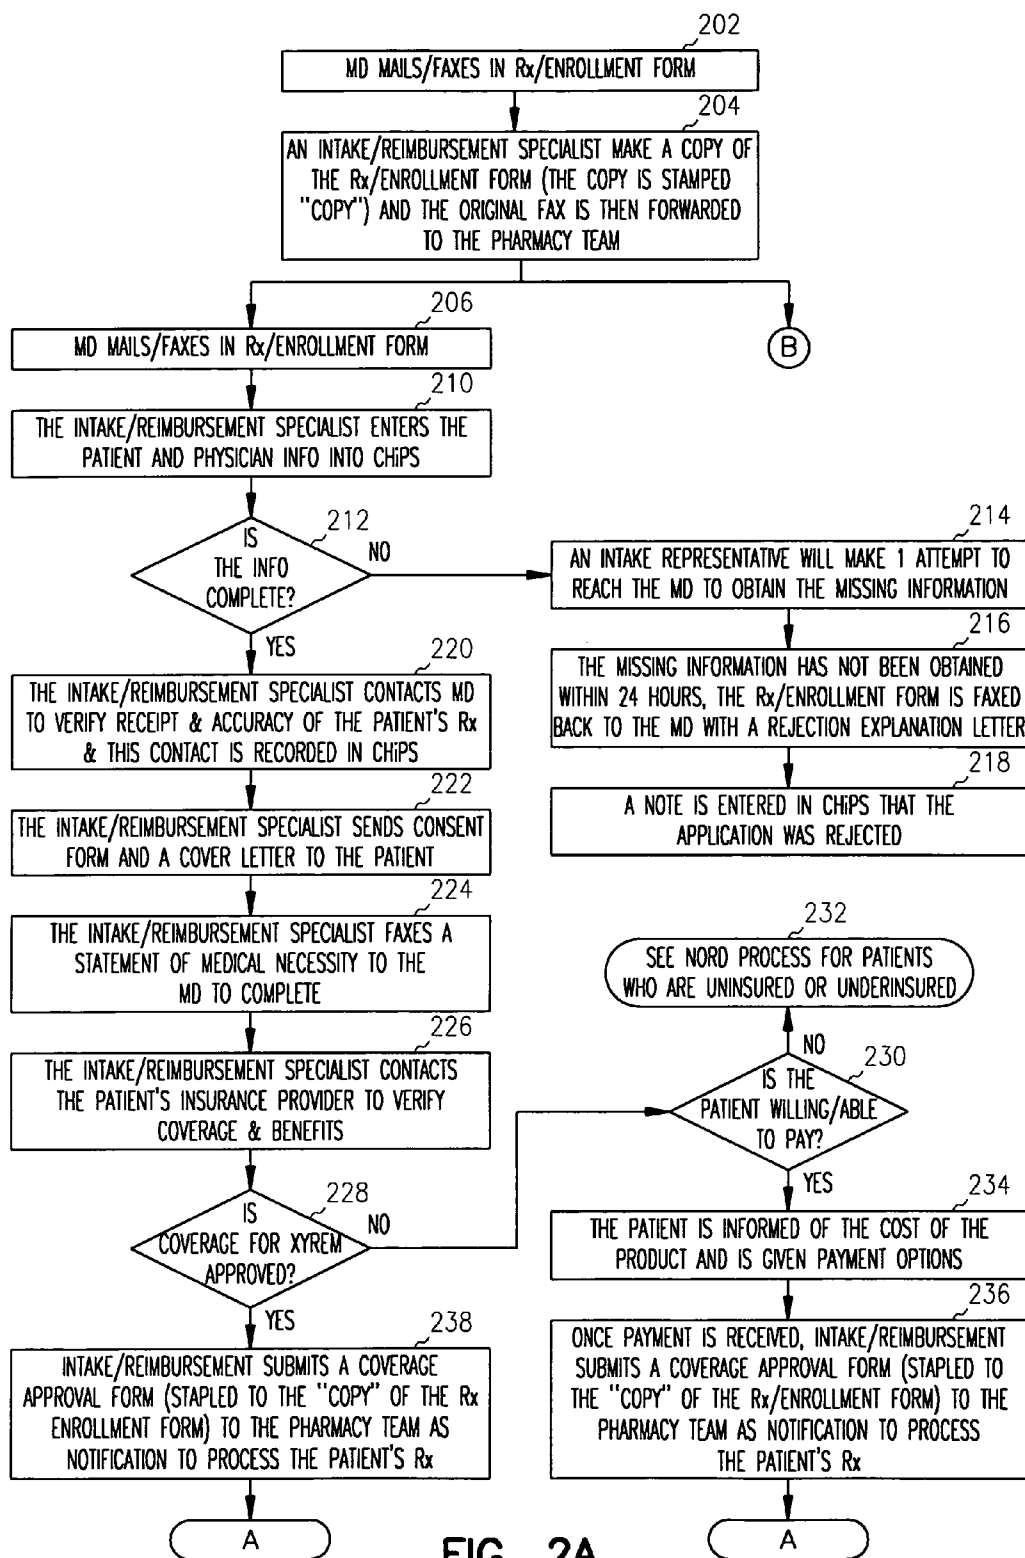 202
MD MAILS/FAXES IN Rx/ENROLLMENT FORM
204
AN INTAKE/REIMBURSEMENT SPECIALIST MAKE A COPY OF
THE Rx/ENROLLMENT FORM (THE COPY IS STAMPED
"COPY") AND THE ORIGINAL FAX IS THEN FORWARDED
TO THE PHARMACY TEAM
206
MD MAILS/FAXES IN Rx/ENROLLMENT FORM
B
210
THE INTAKE/REIMBURSEMENT SPECIALIST ENTERS THE
PATIENT AND PHYSICIAN INFO INTO CHiPS
212
IS
THE INFO
COMPLETE?
NO
YES
214
AN INTAKE REPRESENTATIVE WILL MAKE 1 ATTEMPT TO
REACH THE MD TO OBTAIN THE MISSING INFORMATION
216
THE MISSING INFORMATION HAS NOT BEEN OBTAINED
WITHIN 24 HOURS, THE Rx/ENROLLMENT FORM IS FAXED
BACK TO THE MD WITH A REJECTION EXPLANATION LETTER
218
A NOTE IS ENTERED IN CHiPS THAT THE
APPLICATION WAS REJECTED
220
THE INTAKE/REIMBURSEMENT SPECIALIST CONTACTS MD
TO VERIFY RECEIPT & ACCURACY OF THE PATIENT'S Rx
& THIS CONTACT IS RECORDED IN CHiPS
222
THE INTAKE/REIMBURSEMENT SPECIALIST SENDS CONSENT
FORM AND A COVER LETTER TO THE PATIENT
224
THE INTAKE/REIMBURSEMENT SPECIALIST FAXES A
STATEMENT OF MEDICAL NECESSITY TO THE
MD TO COMPLETE
226
THE INTAKE/REIMBURSEMENT SPECIALIST CONTACTS
THE PATIENT'S INSURANCE PROVIDER TO VERIFY
COVERAGE & BENEFITS
228
IS
COVERAGE FOR XYREM
APPROVED?
NO
YES
232
SEE NORD PROCESS FOR PATIENTS
WHO ARE UNINSURED OR UNDERINSURED
NO
230
IS THE
PATIENT WILLING/ABLE
TO PAY?
YES
234
THE PATIENT IS INFORMED OF THE COST OF THE
PRODUCT AND IS GIVEN PAYMENT OPTIONS
236
ONCE PAYMENT IS RECEIVED, INTAKE/REIMBURSEMENT
SUBMITS A COVERAGE APPROVAL FORM (STAPLED TO
THE "COPY" OF THE Rx/ENROLLMENT FORM) TO THE
PHARMACY TEAM AS NOTIFICATION TO PROCESS
THE PATIENT'S Rx
A
238
INTAKE/REIMBURSEMENT SUBMITS A COVERAGE
APPROVAL FORM (STAPLED TO THE "COPY" OF THE Rx
ENROLLMENT FORM) TO THE PHARMACY TEAM AS
NOTIFICATION TO PROCESS THE PATIENT'S Rx
A
FIG. 2A